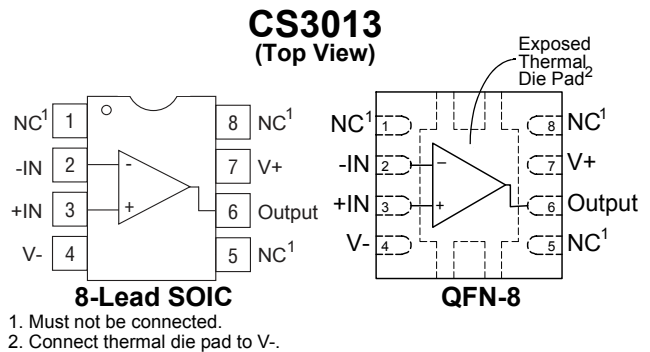 CS3013
(Top View)
NC1 1
-IN 2
+IN 3
V- 4
8 NC1
7 V+
6 Output
5 NC1
- 
+
8-Lead SOIC
Exposed
Thermal
Die Pad2
NC1 1
-IN 2
+IN 3
V- 4
8 NC1
7 V+
6 Output
5 NC1
-
+
QFN-8
1. Must not be connected.
2. Connect thermal die pad to V-.